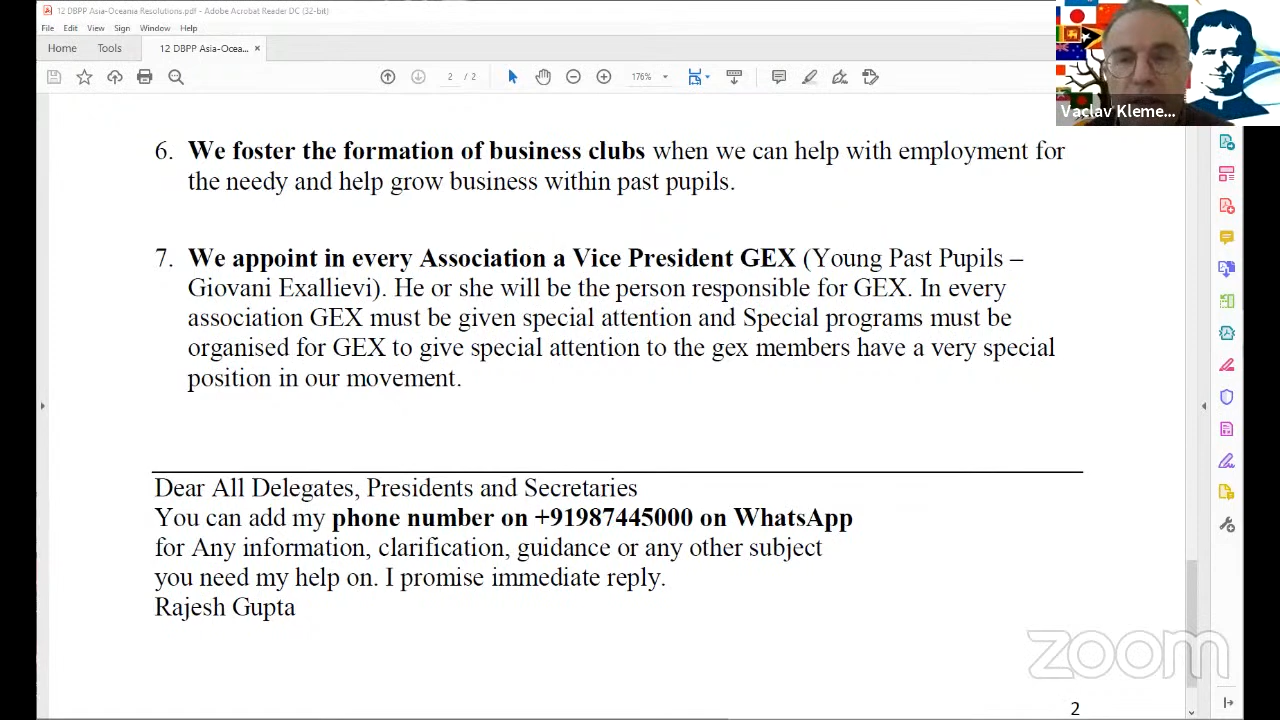 12 DBPP Asia-Oceania Resolutions.pdf - Adobe Acrobat Reader DC (32-bit)
File Edit View Sign Window Help
Home Tools 12 DBPP Asia-Ocea... ×
2 / 2 176%
Vaclav Kleme...
6. We foster the formation of business clubs when we can help with employment for
the needy and help grow business within past pupils.
7. We appoint in every Association a Vice President GEX (Young Past Pupils –
Giovani Exallievi). He or she will be the person responsible for GEX. In every
association GEX must be given special attention and Special programs must be
organised for GEX to give special attention to the gex members have a very special
position in our movement.
Dear All Delegates, Presidents and Secretaries
You can add my phone number on +91987445000 on WhatsApp
for Any information, clarification, guidance or any other subject
you need my help on. I promise immediate reply.
Rajesh Gupta
zoom
2